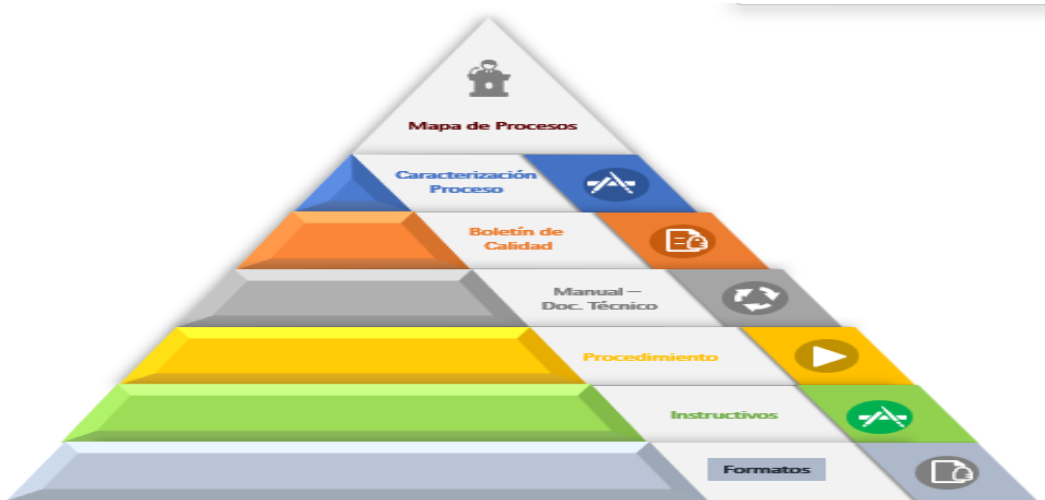 Mapa de Procesos
Caracterización
Proceso
Boletín de
Calidad
Manual –
Doc. Técnico
Procedimiento
Instructivos
Formatos